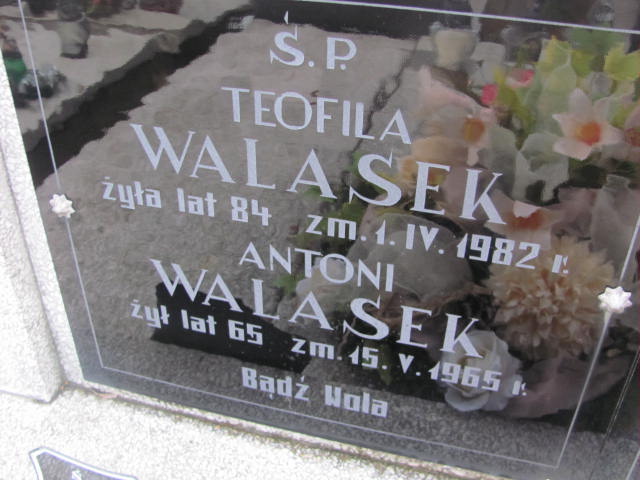 Ś.P.
TEOFILA
WALASEK
żyła lat 84 zm. 1. IV. 1982 r.
ANTONI
WALASEK
żył lat 65 zm. 15. V. 1965 r.
Bądź Wola